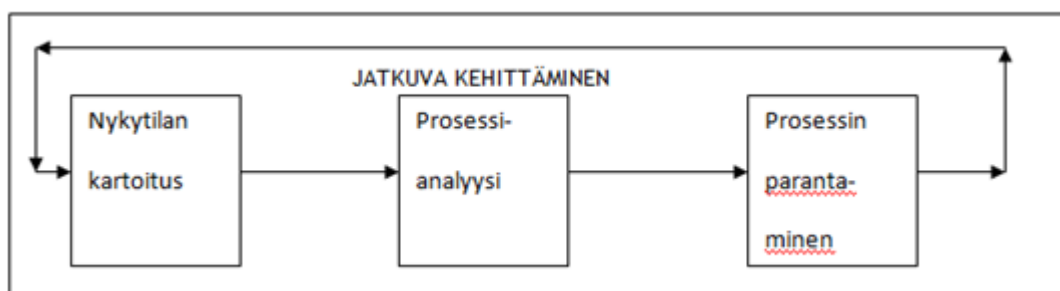 JATKUVA KEHITTÄMINEN
Nykytilan
kartoitus
Prosessi-
analyysi
Prosessin
paranta-
minen